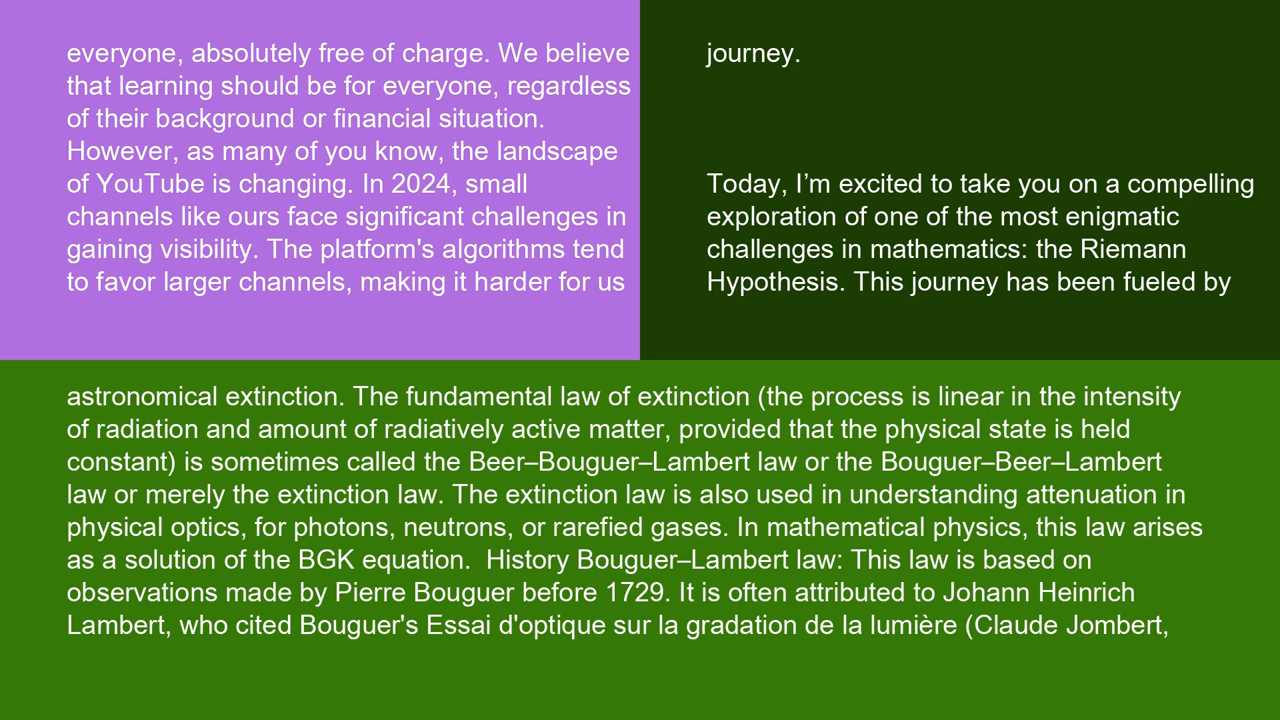 everyone, absolutely free of charge. We believe
that learning should be for everyone, regardless
of their background or financial situation.
However, as many of you know, the landscape
of YouTube is changing. In 2024, small
channels like ours face significant challenges in
gaining visibility. The platform's algorithms tend
to favor larger channels, making it harder for us
journey.
Today, I’m excited to take you on a compelling
exploration of one of the most enigmatic
challenges in mathematics: the Riemann
Hypothesis. This journey has been fueled by
astronomical extinction. The fundamental law of extinction (the process is linear in the intensity
of radiation and amount of radiatively active matter, provided that the physical state is held
constant) is sometimes called the Beer–Bouguer–Lambert law or the Bouguer–Beer–Lambert
law or merely the extinction law. The extinction law is also used in understanding attenuation in
physical optics, for photons, neutrons, or rarefied gases. In mathematical physics, this law arises
as a solution of the BGK equation.  History Bouguer–Lambert law: This law is based on
observations made by Pierre Bouguer before 1729. It is often attributed to Johann Heinrich
Lambert, who cited Bouguer's Essai d'optique sur la gradation de la lumière (Claude Jombert,